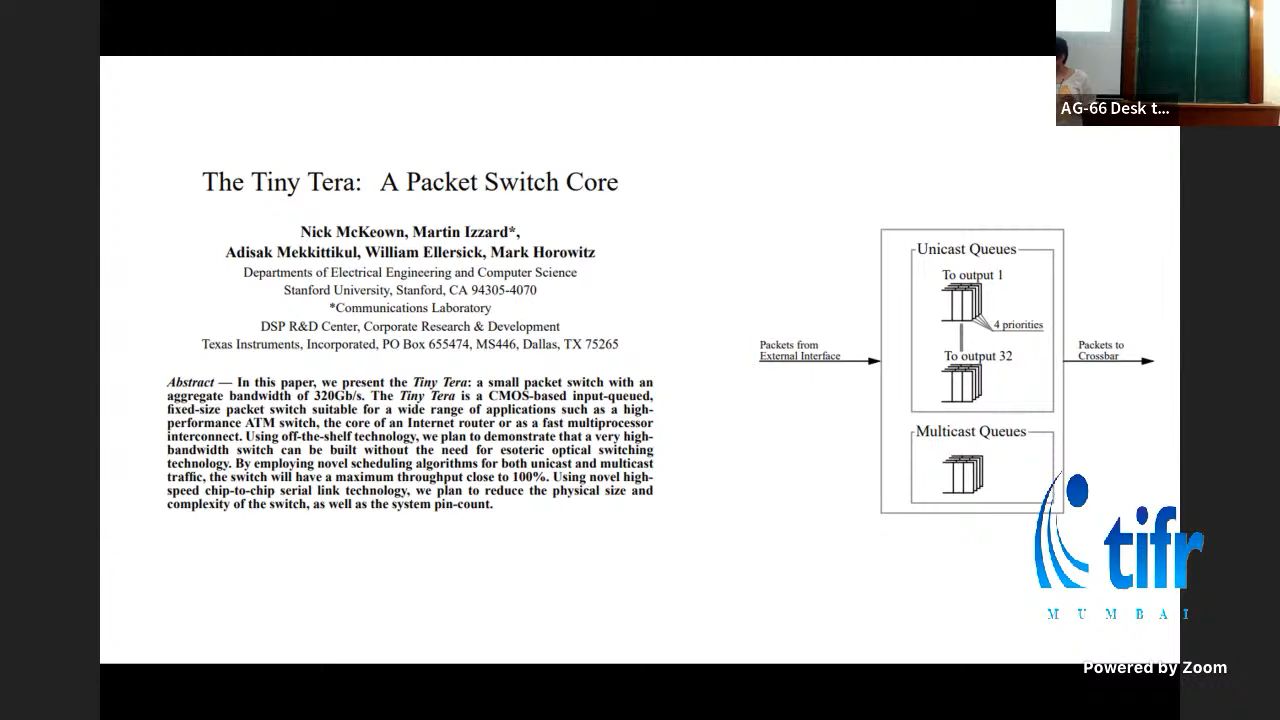 AG-66 Desk t...
The Tiny Tera: A Packet Switch Core
Nick McKeown, Martin Izzard*,
Adisak Mekkittikul, William Ellersick, Mark Horowitz
Departments of Electrical Engineering and Computer Science
Stanford University, Stanford, CA 94305-4070
*Communications Laboratory
DSP R&D Center, Corporate Research & Development
Texas Instruments, Incorporated, PO Box 655474, MS446, Dallas, TX 75265
Abstract — In this paper, we present the Tiny Tera: a small packet switch with an
aggregate bandwidth of 320Gb/s. The Tiny Tera is a CMOS-based input-queued,
fixed-size packet switch suitable for a wide range of applications such as a high-
performance ATM switch, the core of an Internet router or as a fast multiprocessor
interconnect. Using off-the-shelf technology, we plan to demonstrate that a very high-
bandwidth switch can be built without the need for esoteric optical switching
technology. By employing novel scheduling algorithms for both unicast and multicast
traffic, the switch will have a maximum throughput close to 100%. Using novel high-
speed chip-to-chip serial link technology, we plan to reduce the physical size and
complexity of the switch, as well as the system pin-count.
Unicast Queues
To output 1
4 priorities
Packets from
External Interface
To output 32
Packets to
Crossbar
Multicast Queues
tifr
MUMBAI
Powered by Zoom